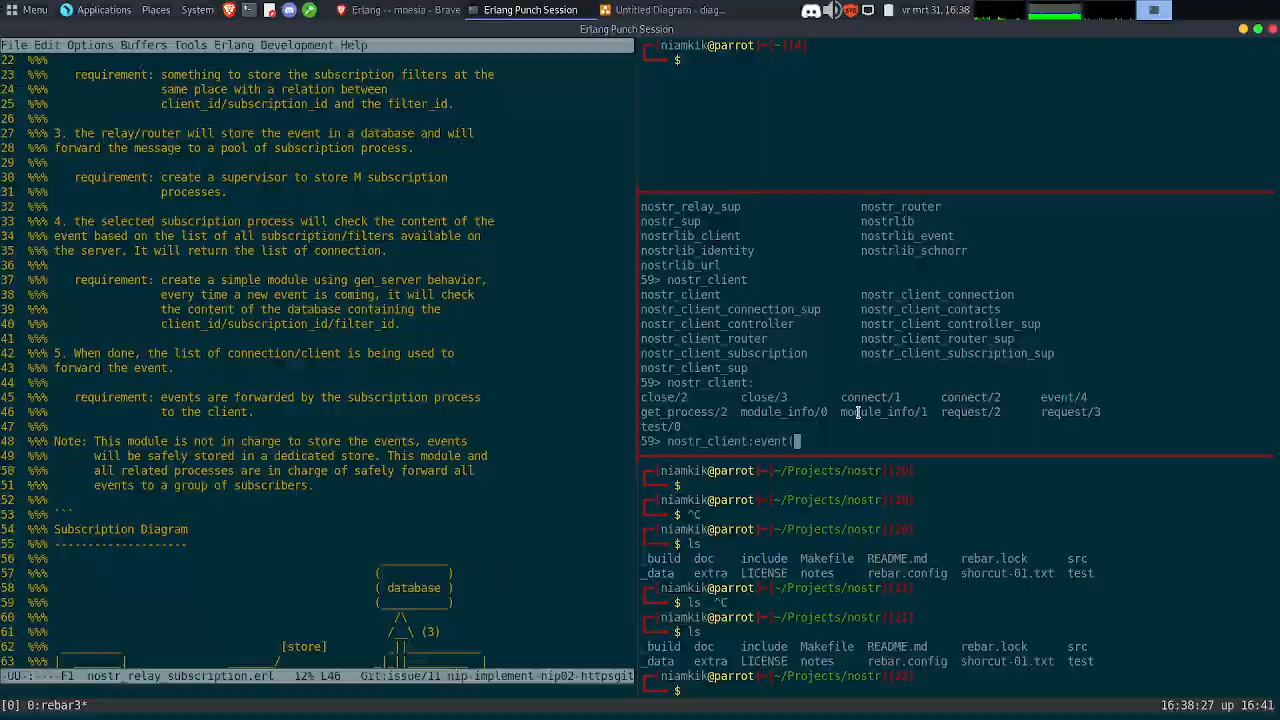 Menu Applications Places System Erlang -- mnesia - Brave Erlang Punch Session Untitled Diagram - diag... vr mrt 31, 16:38
Erlang Punch Session
File Edit Options Buffers Tools Erlang Development Help
22 %%%
23 %%% requirement: something to store the subscription filters at the
24 %%% same place with a relation between
25 %%% client_id/subscription_id and the filter_id.
26 %%%
27 %%% 3. the relay/router will store the event in a database and will
28 %%% forward the message to a pool of subscription process.
29 %%%
30 %%% requirement: create a supervisor to store M subscription
31 %%% processes.
32 %%%
33 %%% 4. the selected subscription process will check the content of the
34 %%% event based on the list of all subscription/filters available on
35 %%% the server. It will return the list of connection.
36 %%%
37 %%% requirement: create a simple module using gen_server behavior,
38 %%% every time a new event is coming, it will check
39 %%% the content of the database containing the
40 %%% client_id/subscription_id/filter_id.
41 %%%
42 %%% 5. When done, the list of connection/client is being used to
43 %%% forward the event.
44 %%%
45 %%% requirement: events are forwarded by the subscription process
46 %%% to the client.
47 %%%
48 %%% Note: This module is not in charge to store the events, events
49 %%% will be safely stored in a dedicated store. This module and
50 %%% all related processes are in charge of safely forward all
51 %%% events to a group of subscribers.
52 %%%
53 %%% ```
54 %%% Subscription Diagram
55 %%% --------------------
56 %%% _________
57 %%% ( )
58 %%% ( database )
59 %%% (__________)
60 %%% /\
61 %%% /__\ (3)
62 %%% _________ [store] _||___________
63 %%% | | _______/ _|_||_________ |
-UU-:----F1 nostr_relay_subscription.erl 12% L46 Git:issue/11_nip-implement_nip02-httpsgit
[niamkik@parrot]-[~][4]
$
nostr_relay_sup nostr_router
nostr_sup nostrlib
nostrlib_client nostrlib_event
nostrlib_identity nostrlib_schnorr
nostrlib_url
59> nostr_client
nostr_client nostr_client_connection
nostr_client_connection_sup nostr_client_contacts
nostr_client_controller nostr_client_controller_sup
nostr_client_router nostr_client_router_sup
nostr_client_subscription nostr_client_subscription_sup
nostr_client_sup
59> nostr_client:
close/2 close/3 connect/1 connect/2 event/4
get_process/2 module_info/0 module_info/1 request/2 request/3
test/0
59> nostr_client:event(
[niamkik@parrot]-[~/Projects/nostr][20]
$
[niamkik@parrot]-[~/Projects/nostr][20]
$ ^C
[niamkik@parrot]-[~/Projects/nostr][20]
$ ls
_build doc include Makefile README.md rebar.lock src
_data extra LICENSE notes rebar.config shorcut-01.txt test
[niamkik@parrot]-[~/Projects/nostr][21]
$ ls ^C
[niamkik@parrot]-[~/Projects/nostr][21]
$ ls
_build doc include Makefile README.md rebar.lock src
_data extra LICENSE notes rebar.config shorcut-01.txt test
[niamkik@parrot]-[~/Projects/nostr][22]
$
[0] 0:rebar3* 16:38:27 up 16:41